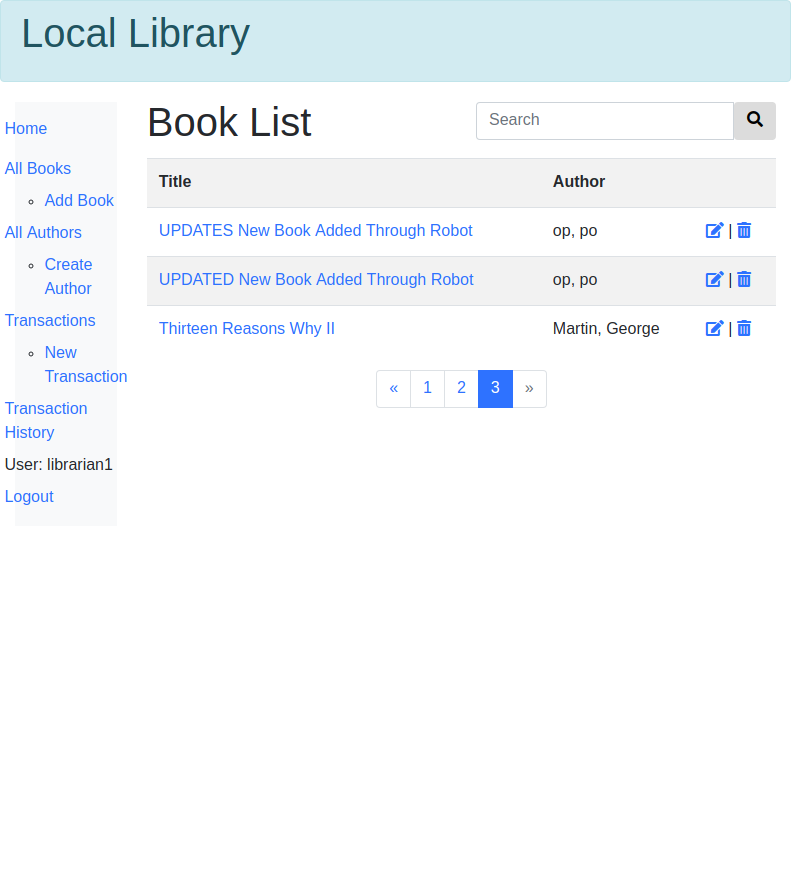 Local Library
Home
All Books
Add Book
All Authors
Create
Author
Transactions
New
Transaction
Transaction
History
User: librarian1
Logout
Book List
Search
Title Author
UPDATES New Book Added Through Robot op, po |
UPDATED New Book Added Through Robot op, po |
Thirteen Reasons Why II Martin, George |
« 1 2 3 »